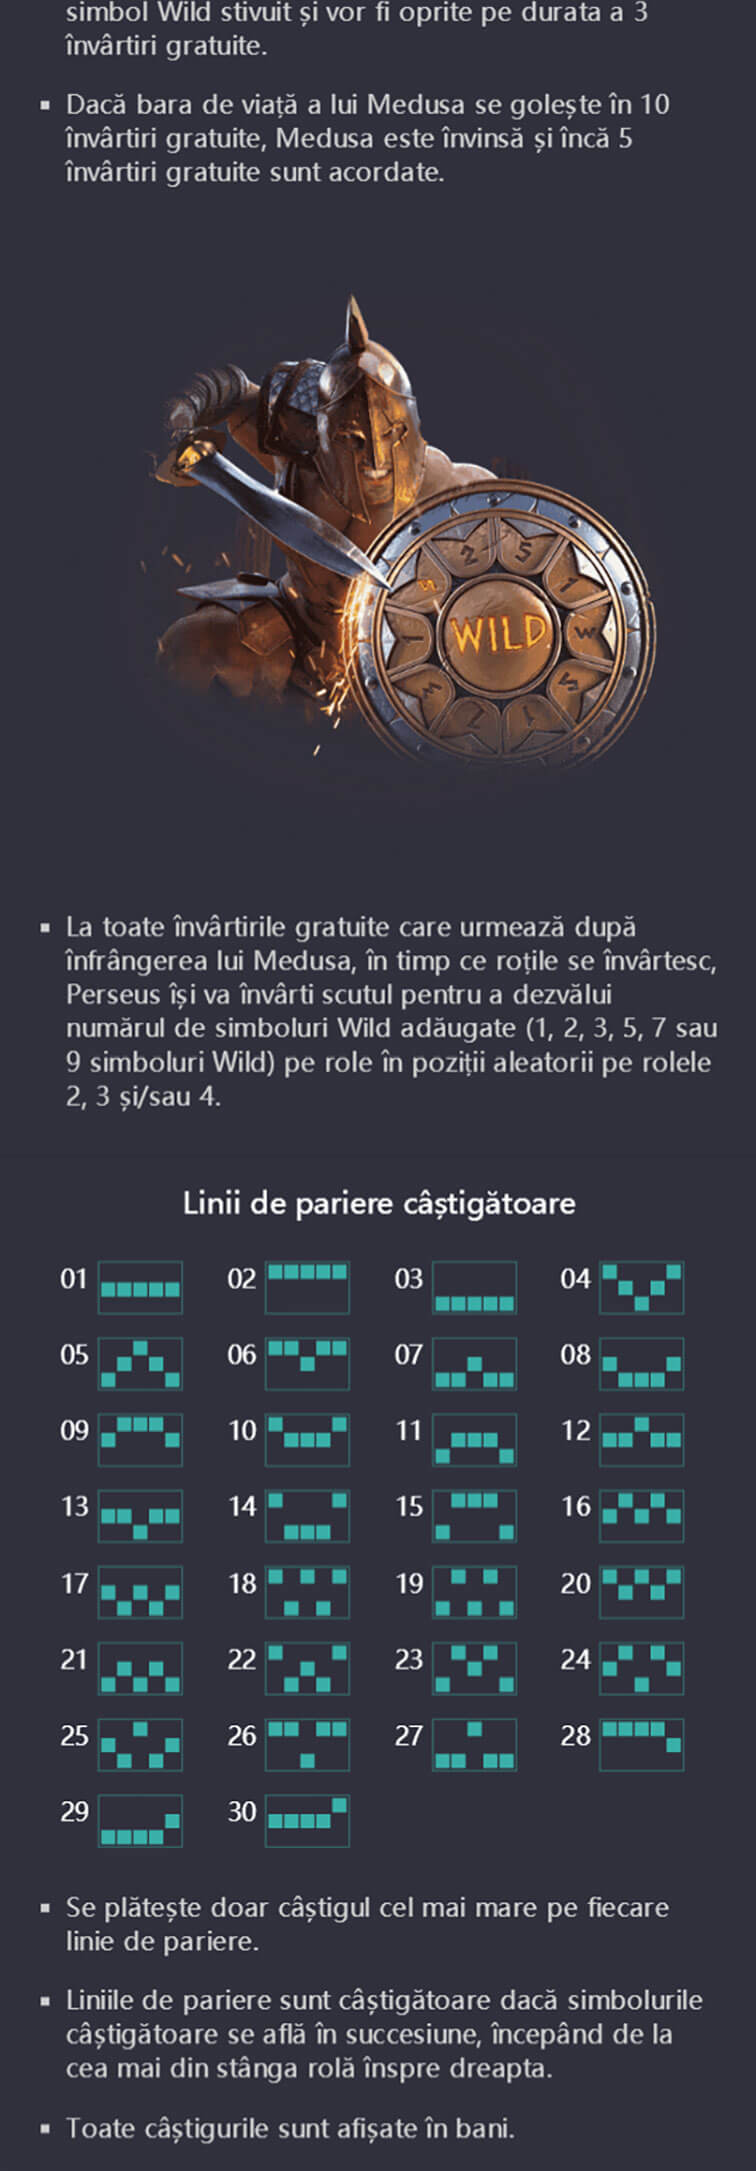 simbol Wild stivuit și vor fi oprite pe durata a 3
învârtiri gratuite.
▪ Dacă bara de viață a lui Medusa se golește în 10
învârtiri gratuite, Medusa este învinsă și încă 5
învârtiri gratuite sunt acordate.
WILD
▪ La toate învârtirile gratuite care urmează după
înfrângerea lui Medusa, în timp ce roțile se învârtesc,
Perseus își va învârti scutul pentru a dezvălui
numărul de simboluri Wild adăugate (1, 2, 3, 5, 7 sau
9 simboluri Wild) pe role în poziții aleatorii pe rolele
2, 3 și/sau 4.
Linii de pariere câștigătoare
01 02 03 04
05 06 07 08
09 10 11 12
13 14 15 16
17 18 19 20
21 22 23 24
25 26 27 28
29 30
▪ Se plătește doar câștigul cel mai mare pe fiecare
linie de pariere.
▪ Liniile de pariere sunt câștigătoare dacă simbolurile
câștigătoare se află în succesiune, începând de la
cea mai din stânga rolă înspre dreapta.
▪ Toate câștigurile sunt afișate în bani.